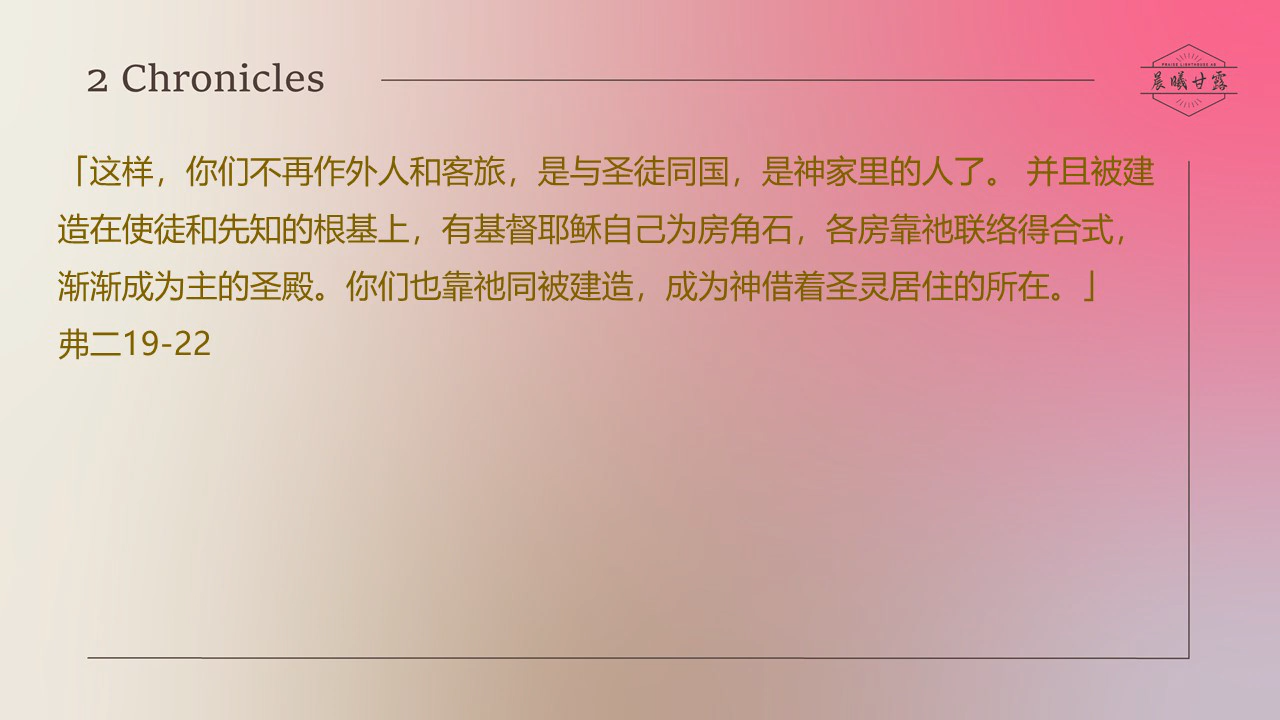 2 Chronicles
PRAISE LIGHTHOUSE HK
晨曦甘露
「这样，你们不再作外人和客旅，是与圣徒同国，是神家里的人了。 并且被建
造在使徒和先知的根基上，有基督耶稣自己为房角石，各房靠祂联络得合式，
渐渐成为主的圣殿。你们也靠祂同被建造，成为神借着圣灵居住的所在。」
弗二19-22